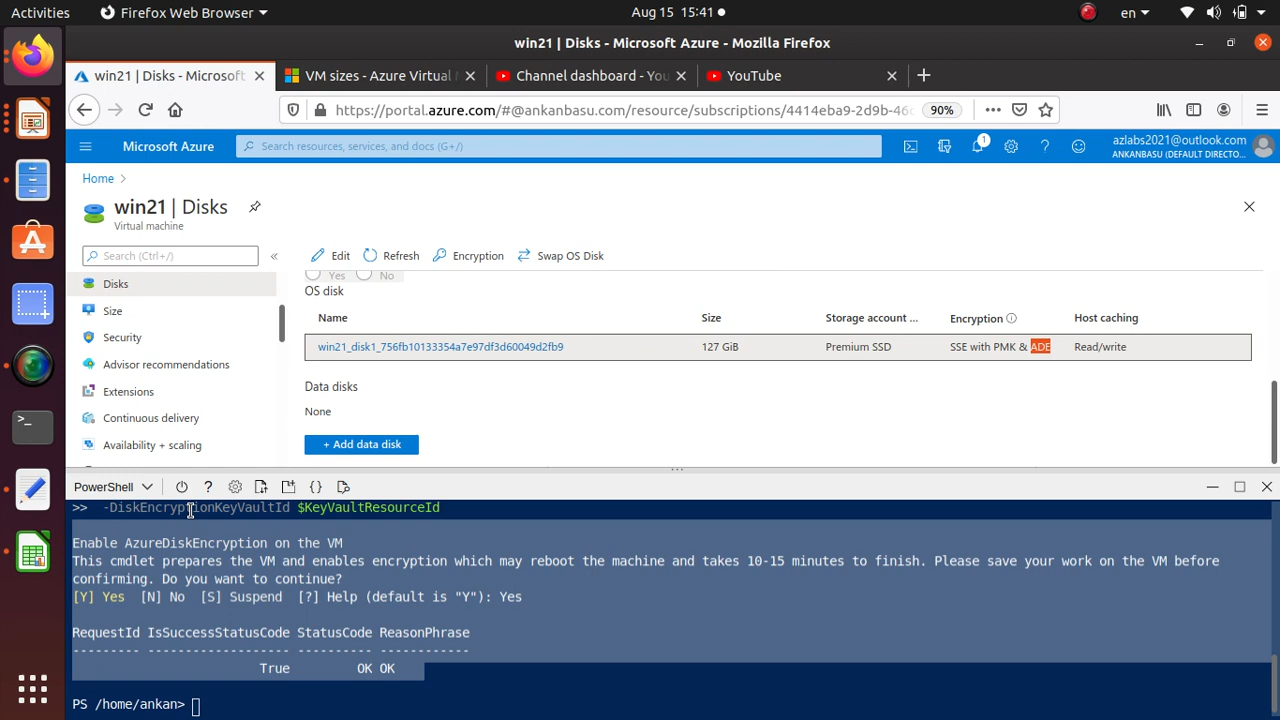 Activities
Firefox Web Browser
Aug 15 15:41
en
win21 | Disks - Microsoft Azure - Mozilla Firefox
win21 | Disks - Microsoft
VM sizes - Azure Virtual M
Channel dashboard - You
YouTube
https://portal.azure.com/#@ankanbasu.com/resource/subscriptions/4414eba9-2d9b-46c
90%
Microsoft Azure
Search resources, services, and docs (G+/)
1
azlabs2021@outlook.com
ANKANBASU (DEFAULT DIRECTO...
Home
win21 | Disks
Virtual machine
Search (Ctrl+/)
Edit
Refresh
Encryption
Swap OS Disk
Disks
Size
Security
Advisor recommendations
Extensions
Continuous delivery
Availability + scaling
Yes
No
OS disk
Name
Size
Storage account ...
Encryption
Host caching
win21_disk1_756fb10133354a7e97df3d60049d2fb9
127 GiB
Premium SSD
SSE with PMK & ADE
Read/write
Data disks
None
+ Add data disk
PowerShell
>> -DiskEncryptionKeyVaultId $KeyVaultResourceId
Enable AzureDiskEncryption on the VM
This cmdlet prepares the VM and enables encryption which may reboot the machine and takes 10-15 minutes to finish. Please save your work on the VM before
confirming. Do you want to continue?
[Y] Yes [N] No [S] Suspend [?] Help (default is "Y"): Yes
RequestId IsSuccessStatusCode StatusCode ReasonPhrase
--------- ------------------- ---------- ------------
True OK OK
PS /home/ankan>